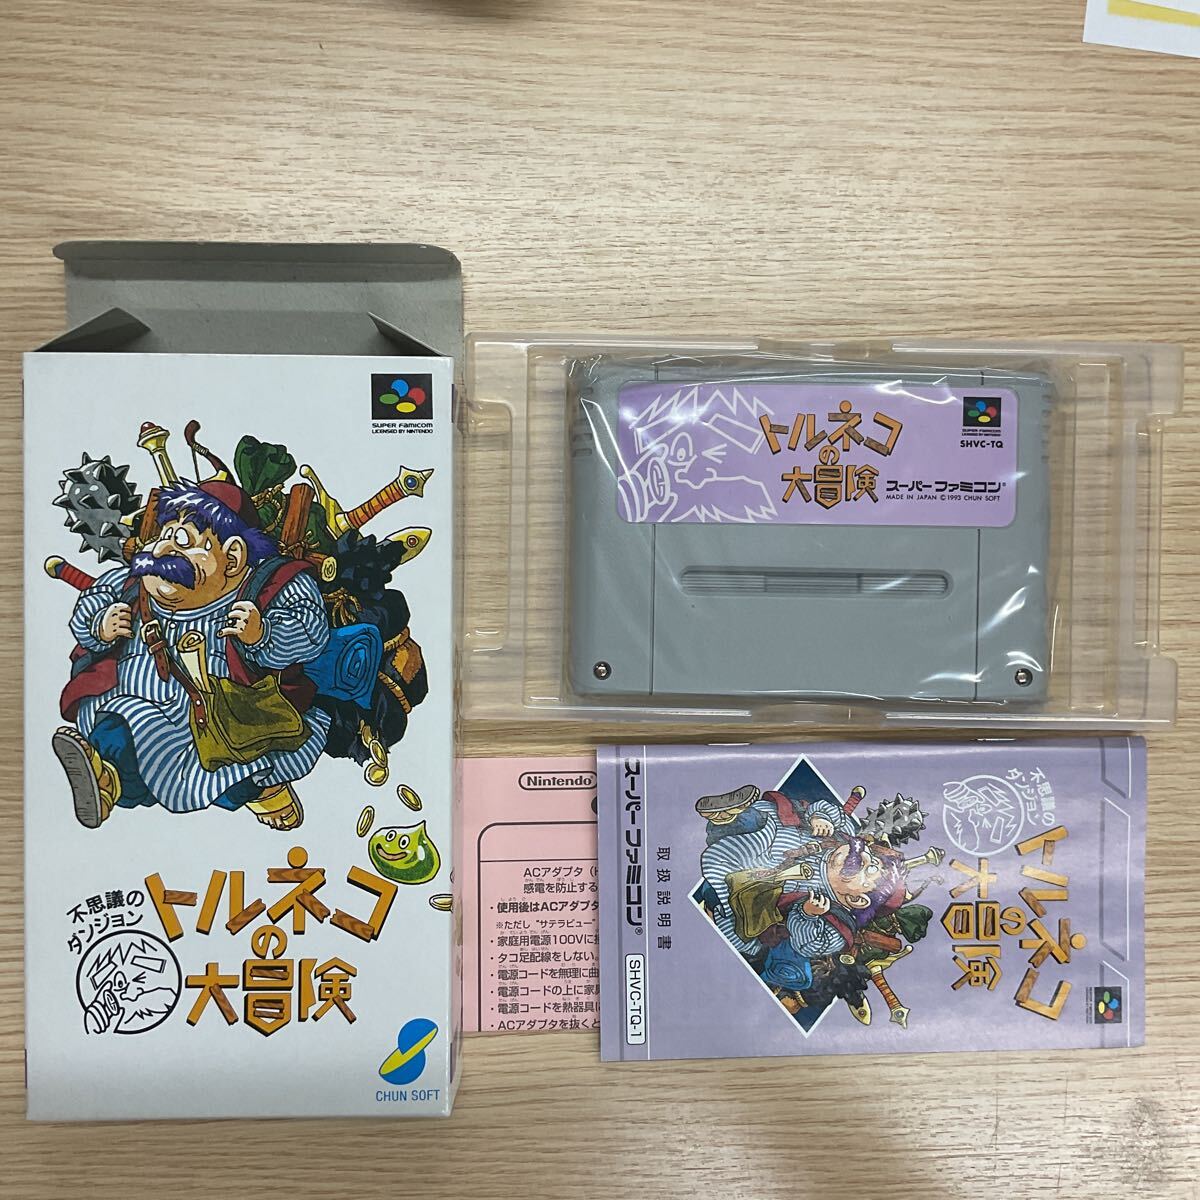 SUPER FAMICOM
LICENSED BY NINTENDO
不思議の
ダンジョン
トルネコ
の
大冒険
CHUN SOFT
トルネコ
の
大冒険
SUPER FAMICOM
LICENSED BY NINTENDO
SHVC-TQ
スーパーファミコン®
MADE IN JAPAN © 1993 CHUN SOFT
Nintendo
ACアダプタ
感電を防止する
・使用後はACアダプタ
※ただし“サテラビュー”
・家庭用電源100Vに
・タコ足配線をしない。
・電源コードを無理に曲
・電源コードの上に家具
・電源コードを熱器具に
・ACアダプタを抜くと
スーパーファミコン®
取扱説明書
SHVC-TQ-1
不思議の
ダンジョン
トルネコ
の
大冒険